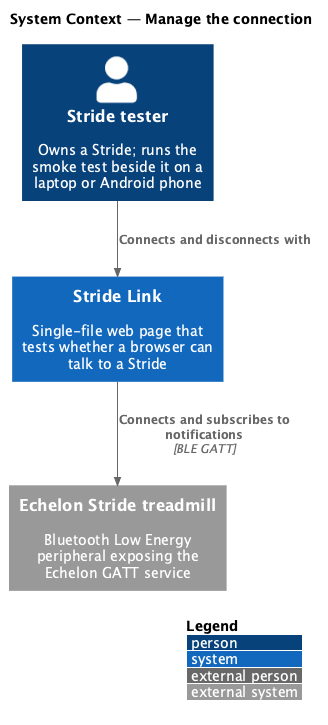 System Context — Manage the connection
Stride tester
Owns a Stride; runs the
smoke test beside it on a
laptop or Android phone
Connects and disconnects with
Stride Link
Single-file web page that
tests whether a browser can
talk to a Stride
Connects and subscribes to
notifications
[BLE GATT]
Echelon Stride treadmill
Bluetooth Low Energy
peripheral exposing the
Echelon GATT service
Legend
person
system
external person
external system